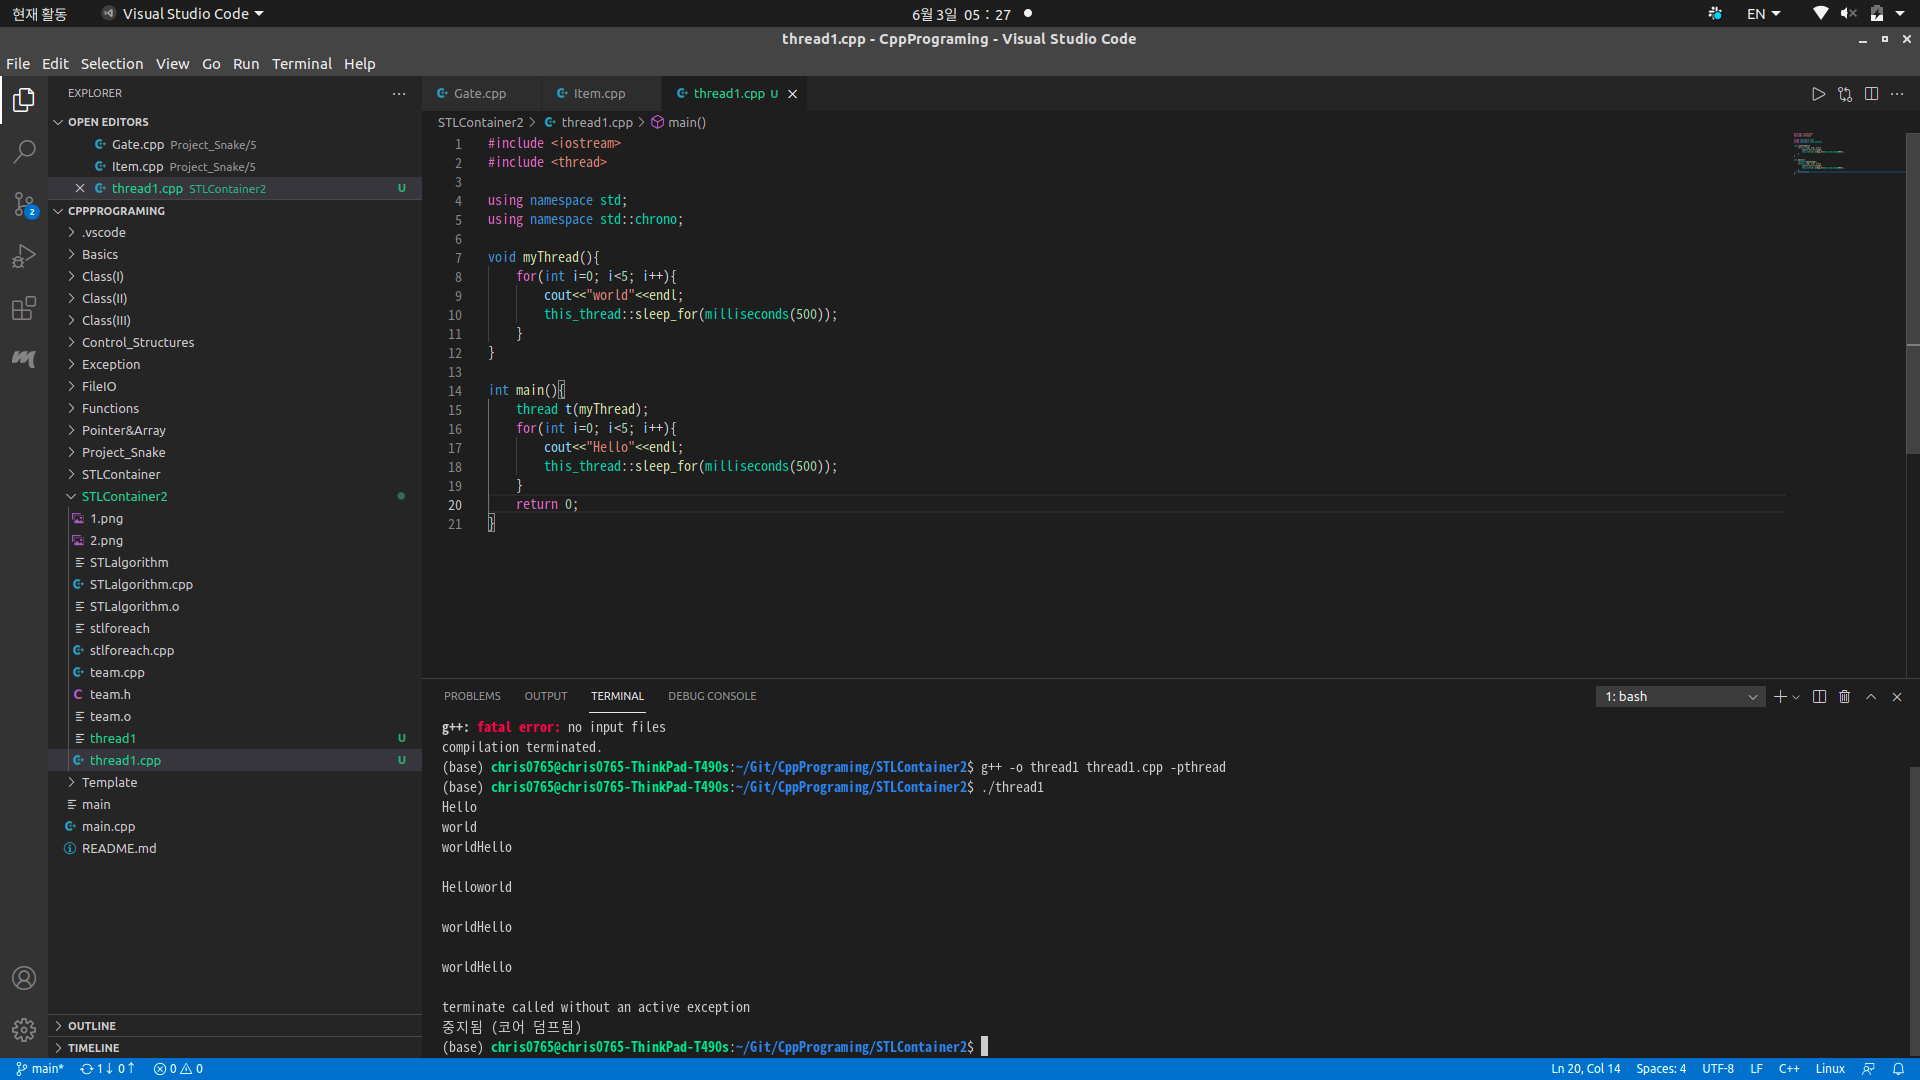 현재 활동
Visual Studio Code
6월 3일 05 : 27
EN
thread1.cpp - CppPrograming - Visual Studio Code
File Edit Selection View Go Run Terminal Help
EXPLORER
OPEN EDITORS
Gate.cpp Project_Snake/5
Item.cpp Project_Snake/5
thread1.cpp STLContainer2 U
2
CPPPROGRAMING
.vscode
Basics
Class(I)
Class(II)
Class(III)
Control_Structures
Exception
FileIO
Functions
Pointer&Array
Project_Snake
STLContainer
STLContainer2
1.png
2.png
STLalgorithm
STLalgorithm.cpp
STLalgorithm.o
stlforeach
stlforeach.cpp
team.cpp
team.h
team.o
thread1 U
thread1.cpp U
Template
main
main.cpp
README.md
OUTLINE
TIMELINE
Gate.cpp Item.cpp thread1.cpp U
STLContainer2 > thread1.cpp > main()
1 #include <iostream>
2 #include <thread>
3
4 using namespace std;
5 using namespace std::chrono;
6
7 void myThread(){
8 for(int i=0; i<5; i++){
9 cout<<"world"<<endl;
10 this_thread::sleep_for(milliseconds(500));
11 }
12 }
13
14 int main(){
15 thread t(myThread);
16 for(int i=0; i<5; i++){
17 cout<<"Hello"<<endl;
18 this_thread::sleep_for(milliseconds(500));
19 }
20 return 0;
21 }
PROBLEMS OUTPUT TERMINAL DEBUG CONSOLE
1: bash
g++: fatal error: no input files
compilation terminated.
(base) chris0765@chris0765-ThinkPad-T490s:~/Git/CppPrograming/STLContainer2$ g++ -o thread1 thread1.cpp -pthread
(base) chris0765@chris0765-ThinkPad-T490s:~/Git/CppPrograming/STLContainer2$ ./thread1
Hello
world
worldHello
Helloworld
worldHello
worldHello
terminate called without an active exception
중지됨 (코어 덤프됨)
(base) chris0765@chris0765-ThinkPad-T490s:~/Git/CppPrograming/STLContainer2$
main* 1↓ 0↑ 0 0
Ln 20, Col 14 Spaces: 4 UTF-8 LF C++ Linux